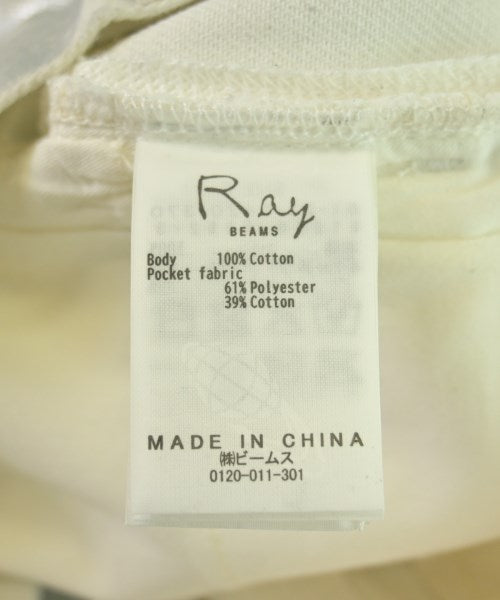 Ray
BEAMS
Body 100% Cotton
Pocket fabric
61% Polyester
39% Cotton
MADE IN CHINA
㈱ビームス
0120-011-301